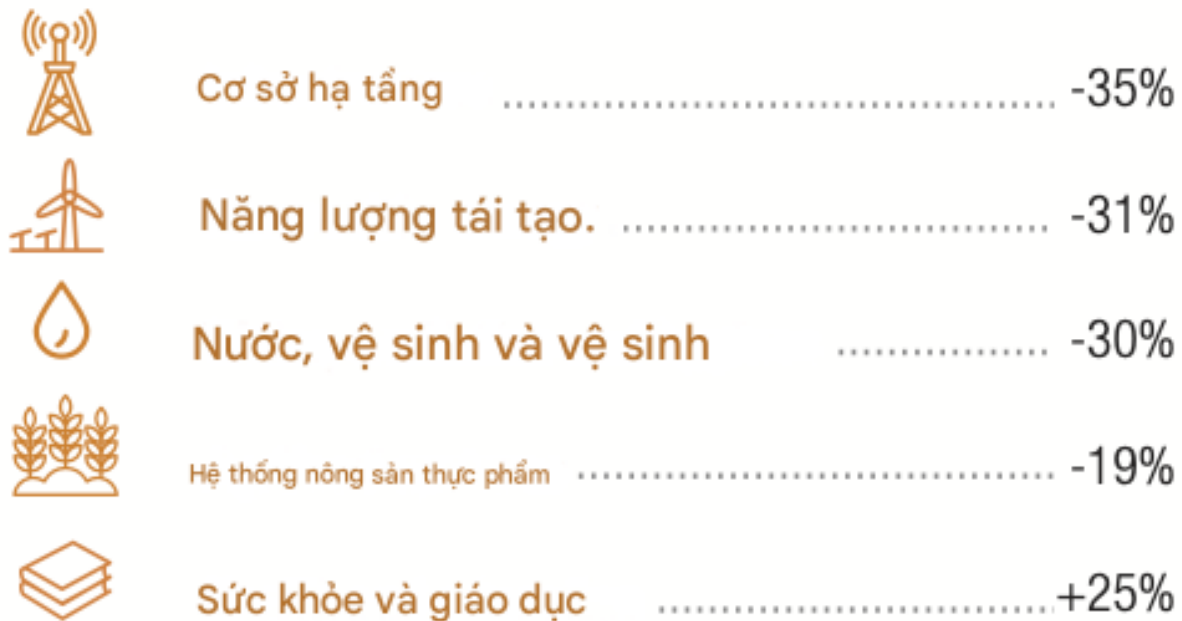 Cơ sở hạ tầng ........................ -35%
Năng lượng tái tạo. ........................ -31%
Nước, vệ sinh và vệ sinh ........................ -30%
Hệ thống nông sản thực phẩm ........................ -19%
Sức khỏe và giáo dục ........................ +25%